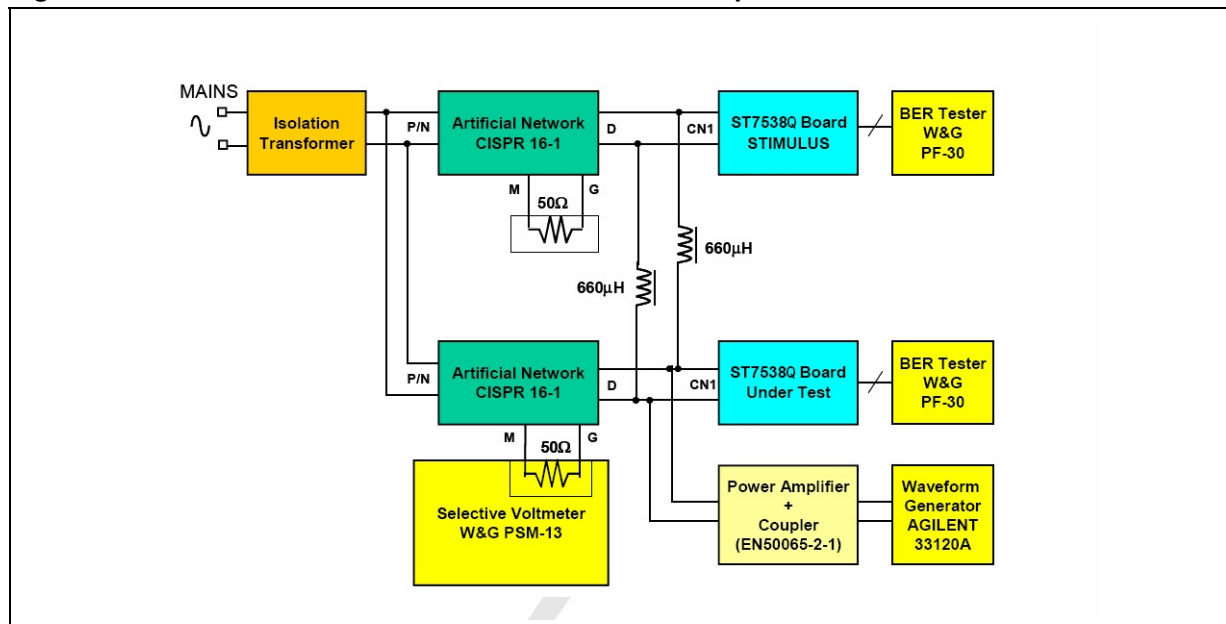 MAINS
Isolation
Transformer
P/N
Artificial Network
CISPR 16-1
D
CN1
ST7538Q Board
STIMULUS
BER Tester
W&G
PF-30
M
G
50Ω
660µH
660µH
P/N
Artificial Network
CISPR 16-1
D
CN1
ST7538Q Board
Under Test
BER Tester
W&G
PF-30
M
G
50Ω
Selective Voltmeter
W&G PSM-13
Power Amplifier
+
Coupler
(EN50065-2-1)
Waveform
Generator
AGILENT
33120A